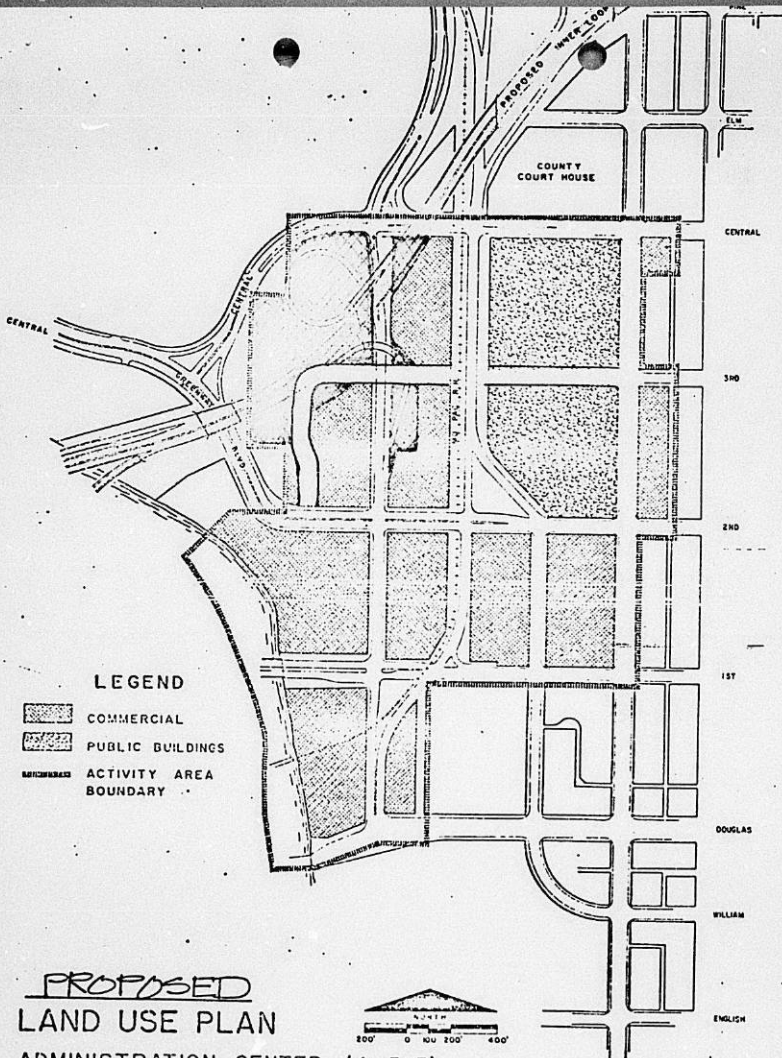 PROPOSED INNER LOOP
ELM
COUNTY
COURT HOUSE
CENTRAL
CENTRAL
CENTRAL
GREENWAY
BLVD.
3RD
2ND
1ST
LEGEND
COMMERCIAL
PUBLIC BUILDINGS
ACTIVITY AREA
BOUNDARY
DOUGLAS
WILLIAM
ENGLISH
PROPOSED
LAND USE PLAN
NORTH
200' 0 100 200' 400'
ADMINISTRATION CENTER